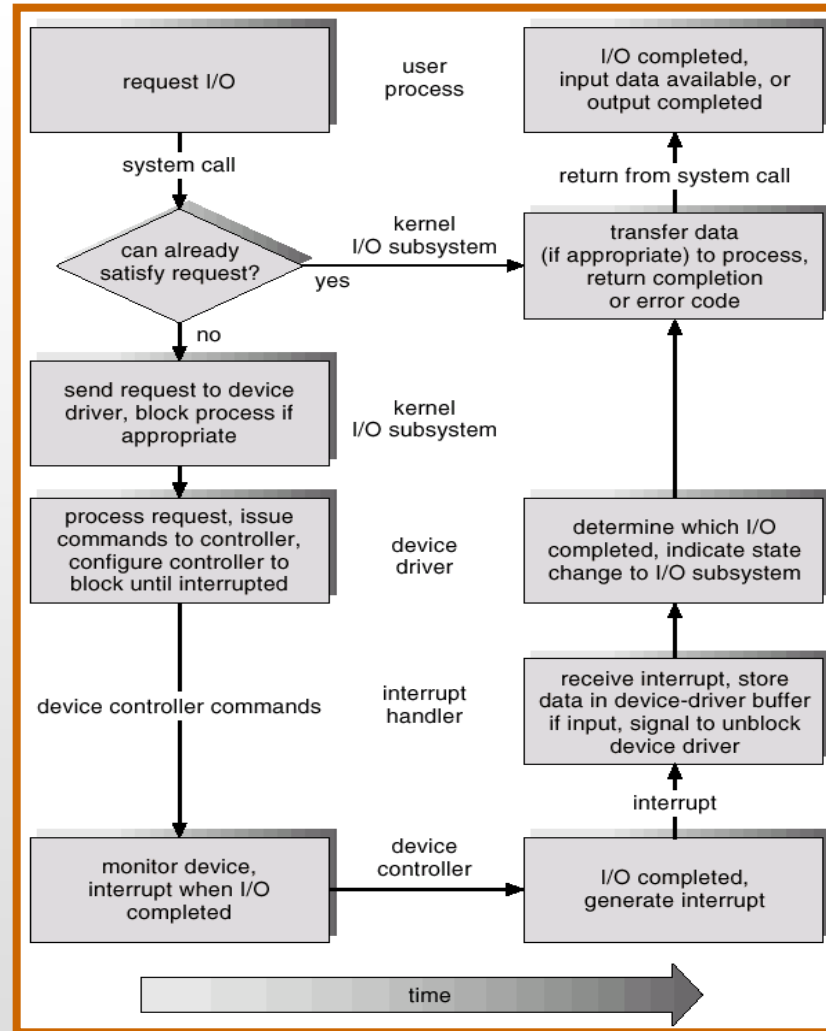 request I/O
user
process
I/O completed,
input data available, or
output completed
system call
return from system call
can already
satisfy request?
kernel
I/O subsystem
yes
transfer data
(if appropriate) to process,
return completion
or error code
no
send request to device
driver, block process if
appropriate
kernel
I/O subsystem
process request, issue
commands to controller,
configure controller to
block until interrupted
device
driver
determine which I/O
completed, indicate state
change to I/O subsystem
device controller commands
interrupt
handler
receive interrupt, store
data in device-driver buffer
if input, signal to unblock
device driver
interrupt
monitor device,
interrupt when I/O
completed
device
controller
I/O completed,
generate interrupt
time